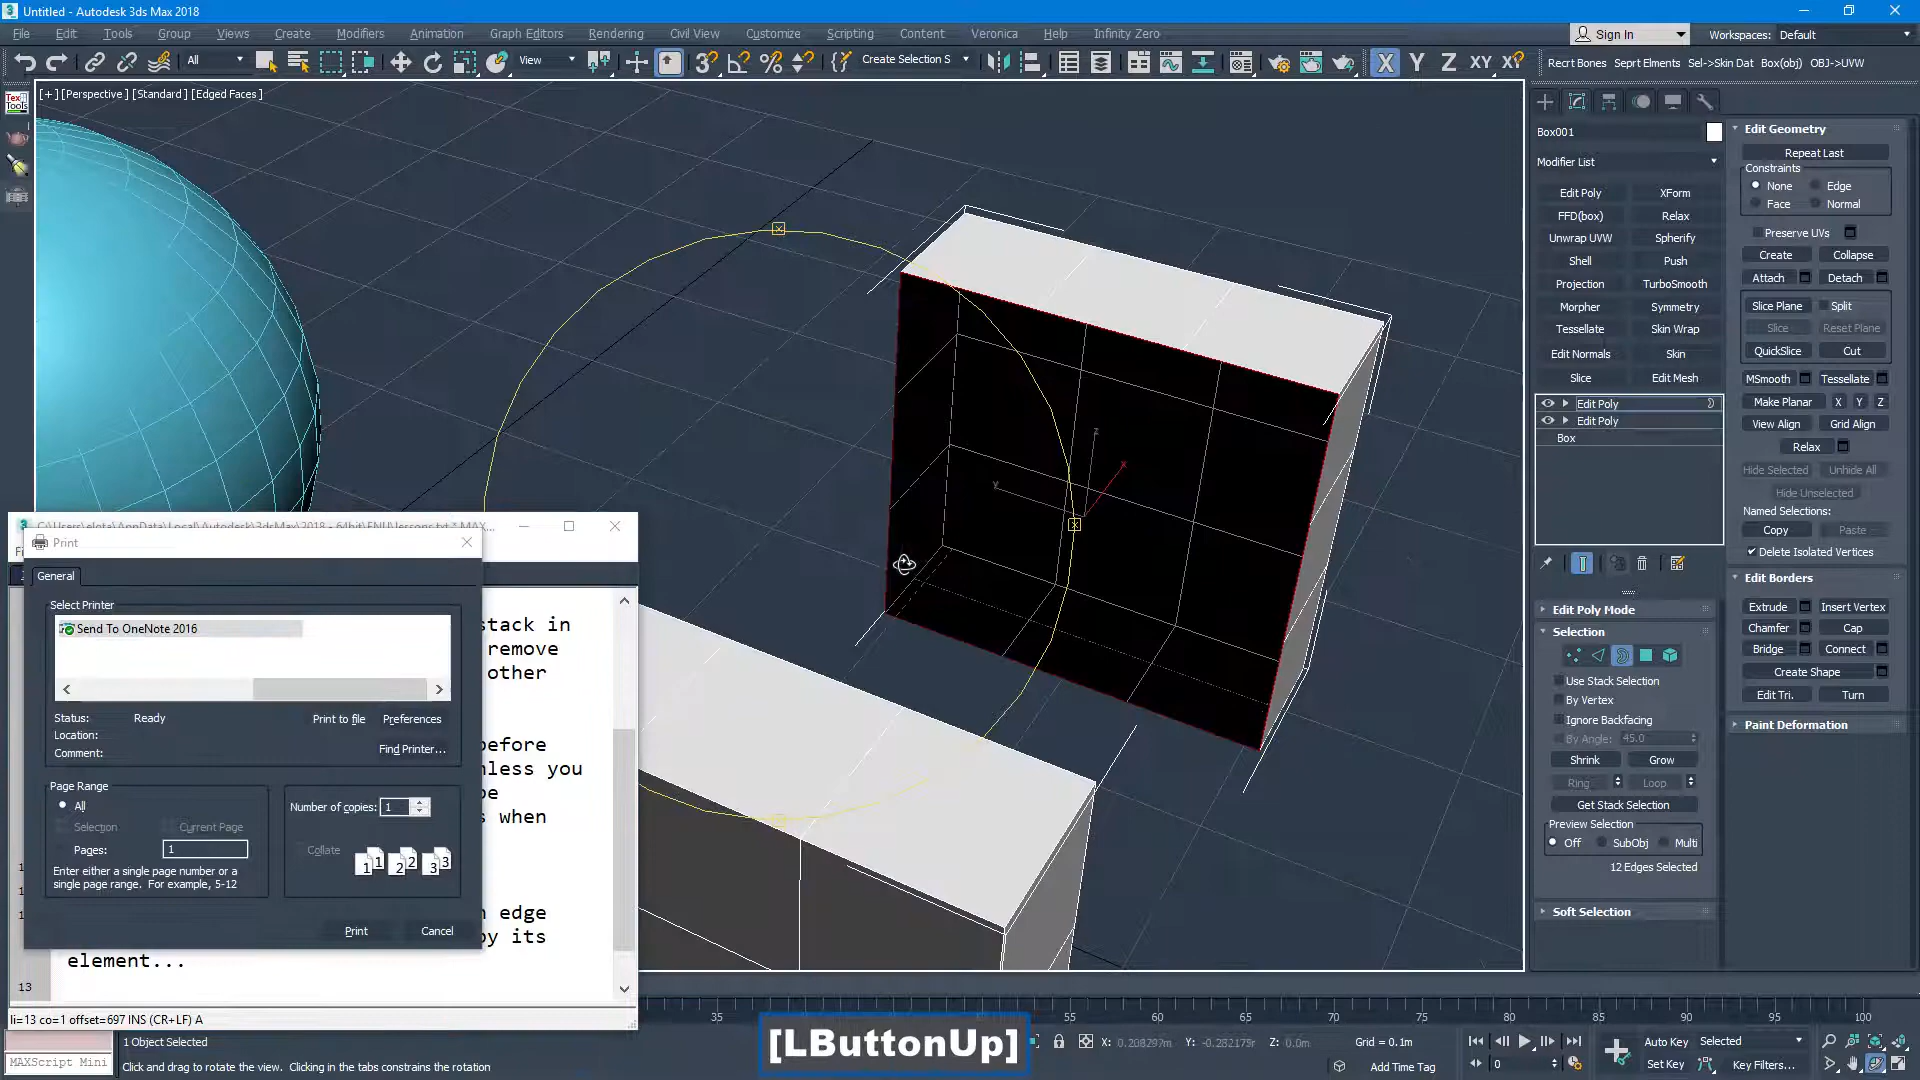 Untitled - Autodesk 3ds Max 2018
File Edit Tools Group Views Create Modifiers Animation Graph Editors Rendering Civil View Customize Scripting Content Veronica Help Infinity Zero
Sign In
Workspaces: Default
All
View
Create Selection S
X Y Z XY
Recrt Bones Seprt Elments Sel->Skin Dat Box(obj) OBJ->UVW
[+] [Perspective] [Standard] [Edged Faces]
Box001
Modifier List
Edit Poly XForm
FFD(box) Relax
Unwrap UVW Spherify
Shell Push
Projection TurboSmooth
Morpher Symmetry
Tessellate Skin Wrap
Edit Normals Skin
Slice Edit Mesh
Edit Poly
Edit Poly
Box
Edit Poly Mode
Selection
Use Stack Selection
By Vertex
Ignore Backfacing
By Angle: 45.0
Shrink Grow
Ring Loop
Get Stack Selection
Preview Selection
Off SubObj Multi
12 Edges Selected
Soft Selection
Edit Geometry
Repeat Last
Constraints
None Edge
Face Normal
Preserve UVs
Create Collapse
Attach Detach
Slice Plane Split
Slice Reset Plane
QuickSlice Cut
MSmooth Tessellate
Make Planar X Y Z
View Align Grid Align
Relax
Hide Selected Unhide All
Hide Unselected
Named Selections:
Copy Paste
Delete Isolated Vertices
Edit Borders
Extrude Insert Vertex
Chamfer Cap
Bridge Connect
Create Shape
Edit Tri. Turn
Paint Deformation
Print
General
Select Printer
Send To OneNote 2016
Status: Ready
Location:
Comment:
Print to file Preferences
Find Printer...
Page Range
All
Selection Current Page
Pages: 1
Enter either a single page number or a
single page range. For example, 5-12
Number of copies: 1
Collate
1 1 2 2 3 3
Print Cancel
stack in
remove
other
before
you
when
edge
by its
element...
13
li=13 co=1 offset=697 INS (CR+LF) A
35 55 60 65 70 75 80 85 90 95 100
MAXScript Mini
1 Object Selected
Click and drag to rotate the view. Clicking in the tabs constrains the rotation
[LButtonUp]
X: 0.208297m Y: -0.282179m Z: 0.0m
Grid = 0.1m
Add Time Tag
0
Auto Key Selected
Set Key Key Filters...